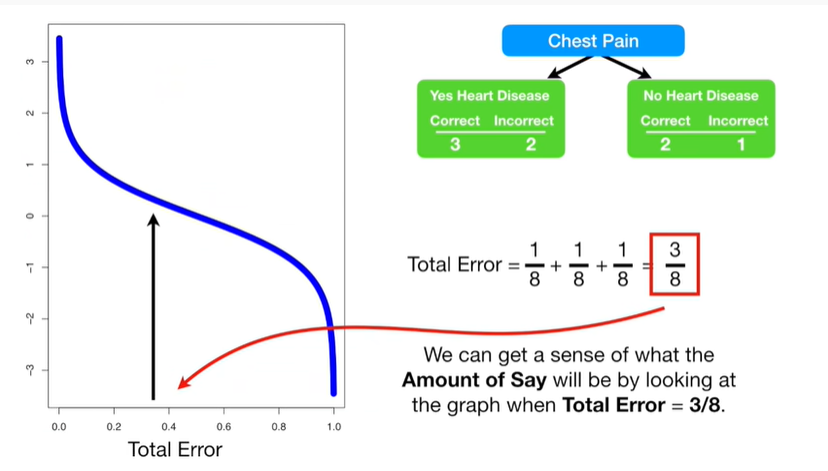 Chest Pain
Yes Heart Disease
Correct Incorrect
3 2
No Heart Disease
Correct Incorrect
2 1
3
2
1
0
-1
-2
-3
0.0 0.2 0.4 0.6 0.8 1.0
Total Error
Total Error = 1/8 + 1/8 + 1/8 = 3/8
We can get a sense of what the
Amount of Say will be by looking at
the graph when Total Error = 3/8.